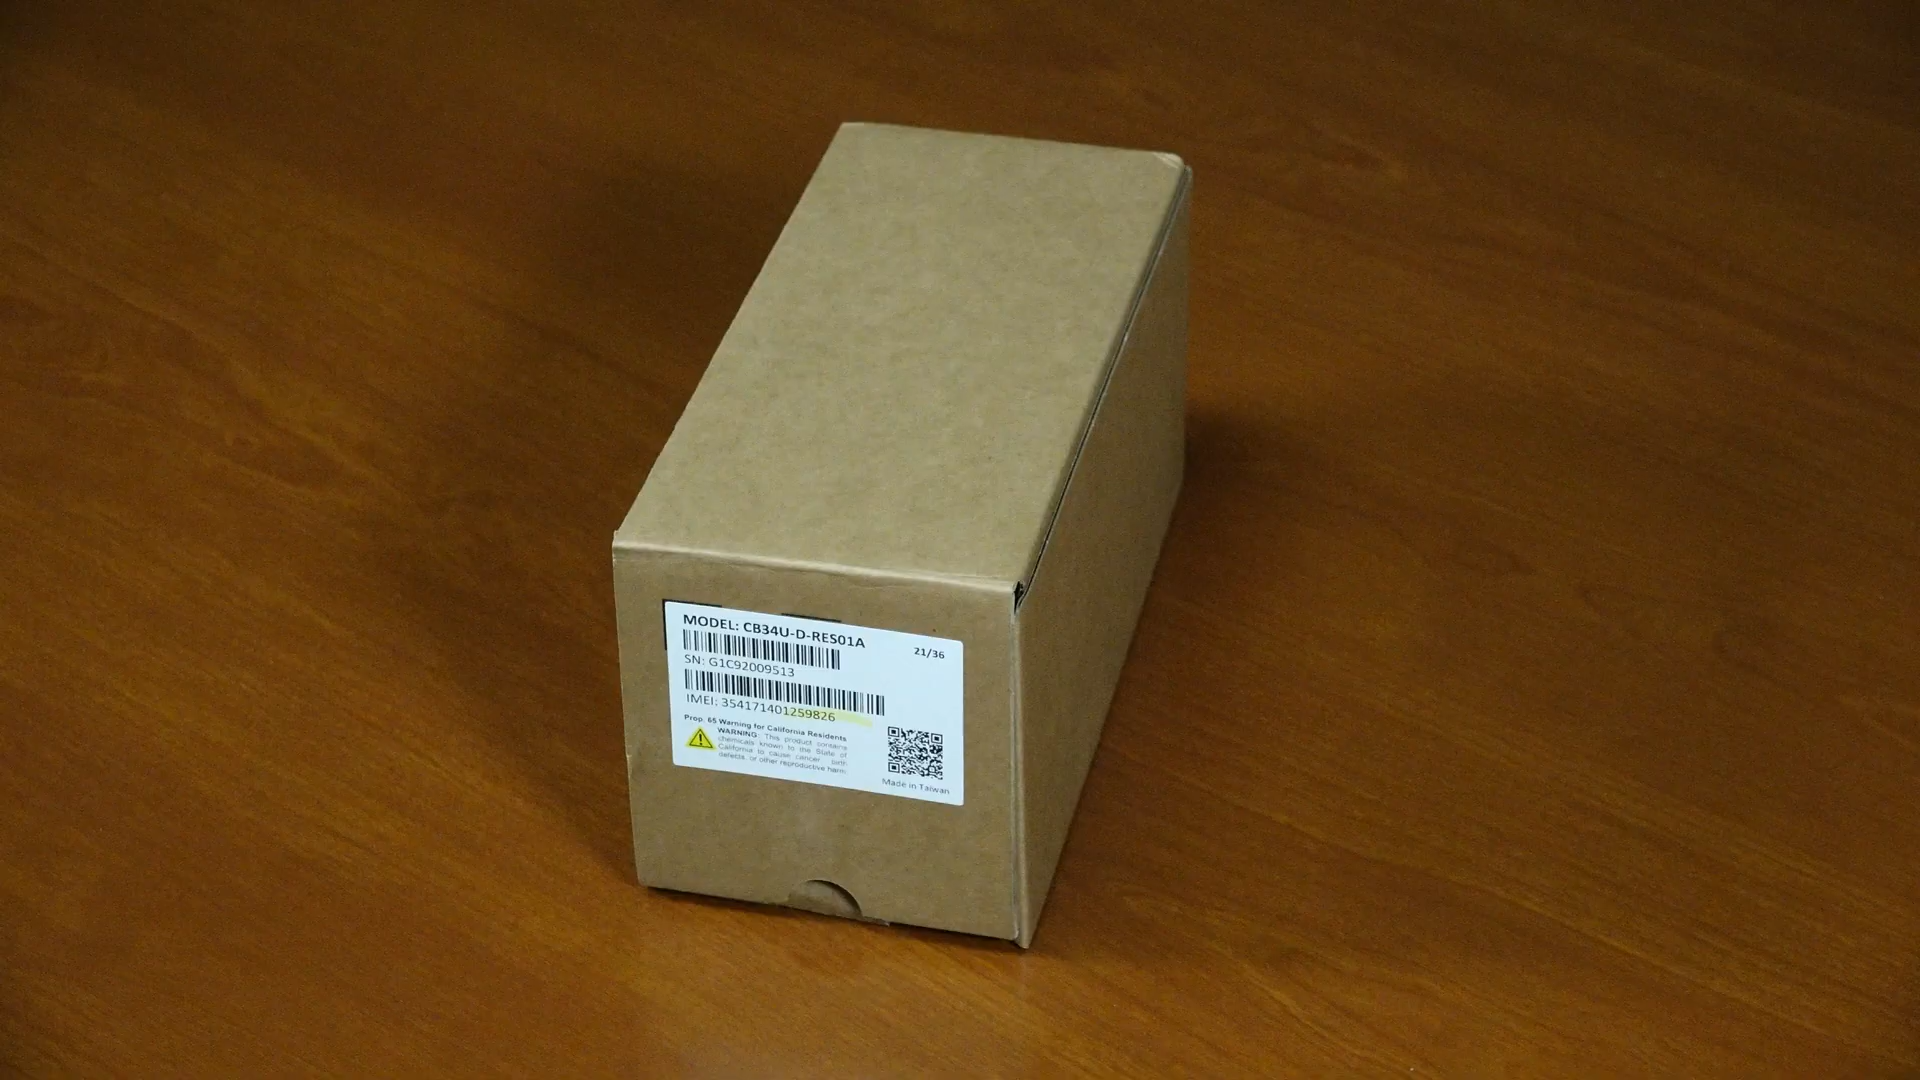 MODEL: CB34U-D-RES01A
21/36
SN: G1C92009513
IMEI: 354171401259826
Prop. 65 Warning for California Residents
WARNING: This product contains
chemicals known to the State of
California to cause cancer birth
defects, or other reproductive harm
Made in Taiwan